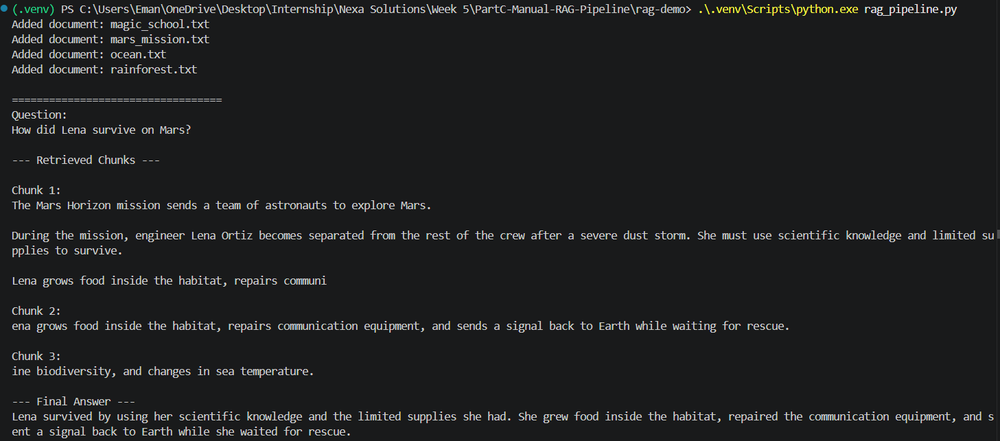 (.venv) PS C:\Users\Eman\OneDrive\Desktop\Internship\Nexa Solutions\Week 5\PartC-Manual-RAG-Pipeline\rag-demo> .\.venv\Scripts\python.exe rag_pipeline.py
Added document: magic_school.txt
Added document: mars_mission.txt
Added document: ocean.txt
Added document: rainforest.txt
==================================
Question:
How did Lena survive on Mars?
--- Retrieved Chunks ---
Chunk 1:
The Mars Horizon mission sends a team of astronauts to explore Mars.
During the mission, engineer Lena Ortiz becomes separated from the rest of the crew after a severe dust storm. She must use scientific knowledge and limited su
pplies to survive.
Lena grows food inside the habitat, repairs communi
Chunk 2:
ena grows food inside the habitat, repairs communication equipment, and sends a signal back to Earth while waiting for rescue.
Chunk 3:
ine biodiversity, and changes in sea temperature.
--- Final Answer ---
Lena survived by using her scientific knowledge and the limited supplies she had. She grew food inside the habitat, repaired the communication equipment, and s
ent a signal back to Earth while she waited for rescue.